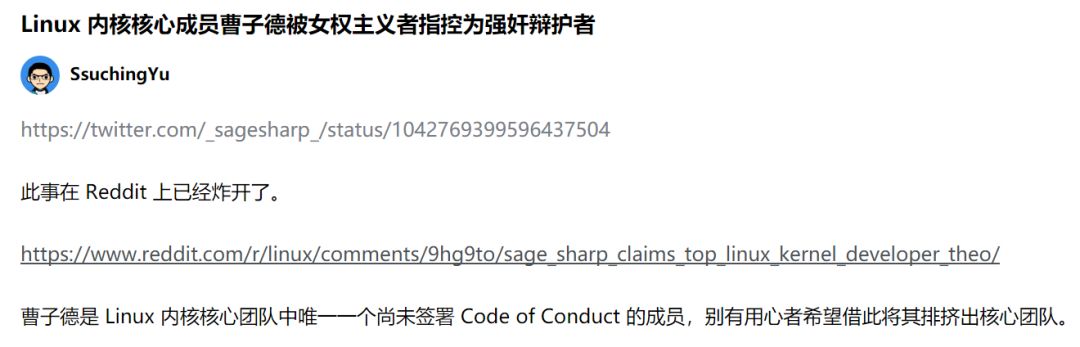 Linux 内核核心成员曹子德被女权主义者指控为强奸辩护者
SsuchingYu
https://twitter.com/_sagesharp_/status/1042769399596437504
此事在 Reddit 上已经炸开了。
https://www.reddit.com/r/linux/comments/9hg9to/sage_sharp_claims_top_linux_kernel_developer_theo/
曹子德是 Linux 内核核心团队中唯一一个尚未签署 Code of Conduct 的成员，别有用心者希望借此将其排挤出核心团队。